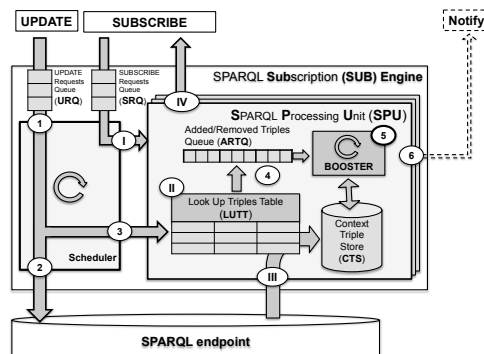 UPDATE
SUBSCRIBE
Notify
SPARQL Subscription (SUB) Engine
UPDATE
Requests
Queue
(URQ)
SUBSCRIBE
Requests
Queue
(SRQ)
IV
SPARQL Processing Unit (SPU)
1
I
Added/Removed Triples
Queue (ARTQ)
5
BOOSTER
6
4
II
Look Up Triples Table
(LUTT)
3
Context
Triple
Store
(CTS)
Scheduler
2
III
SPARQL endpoint